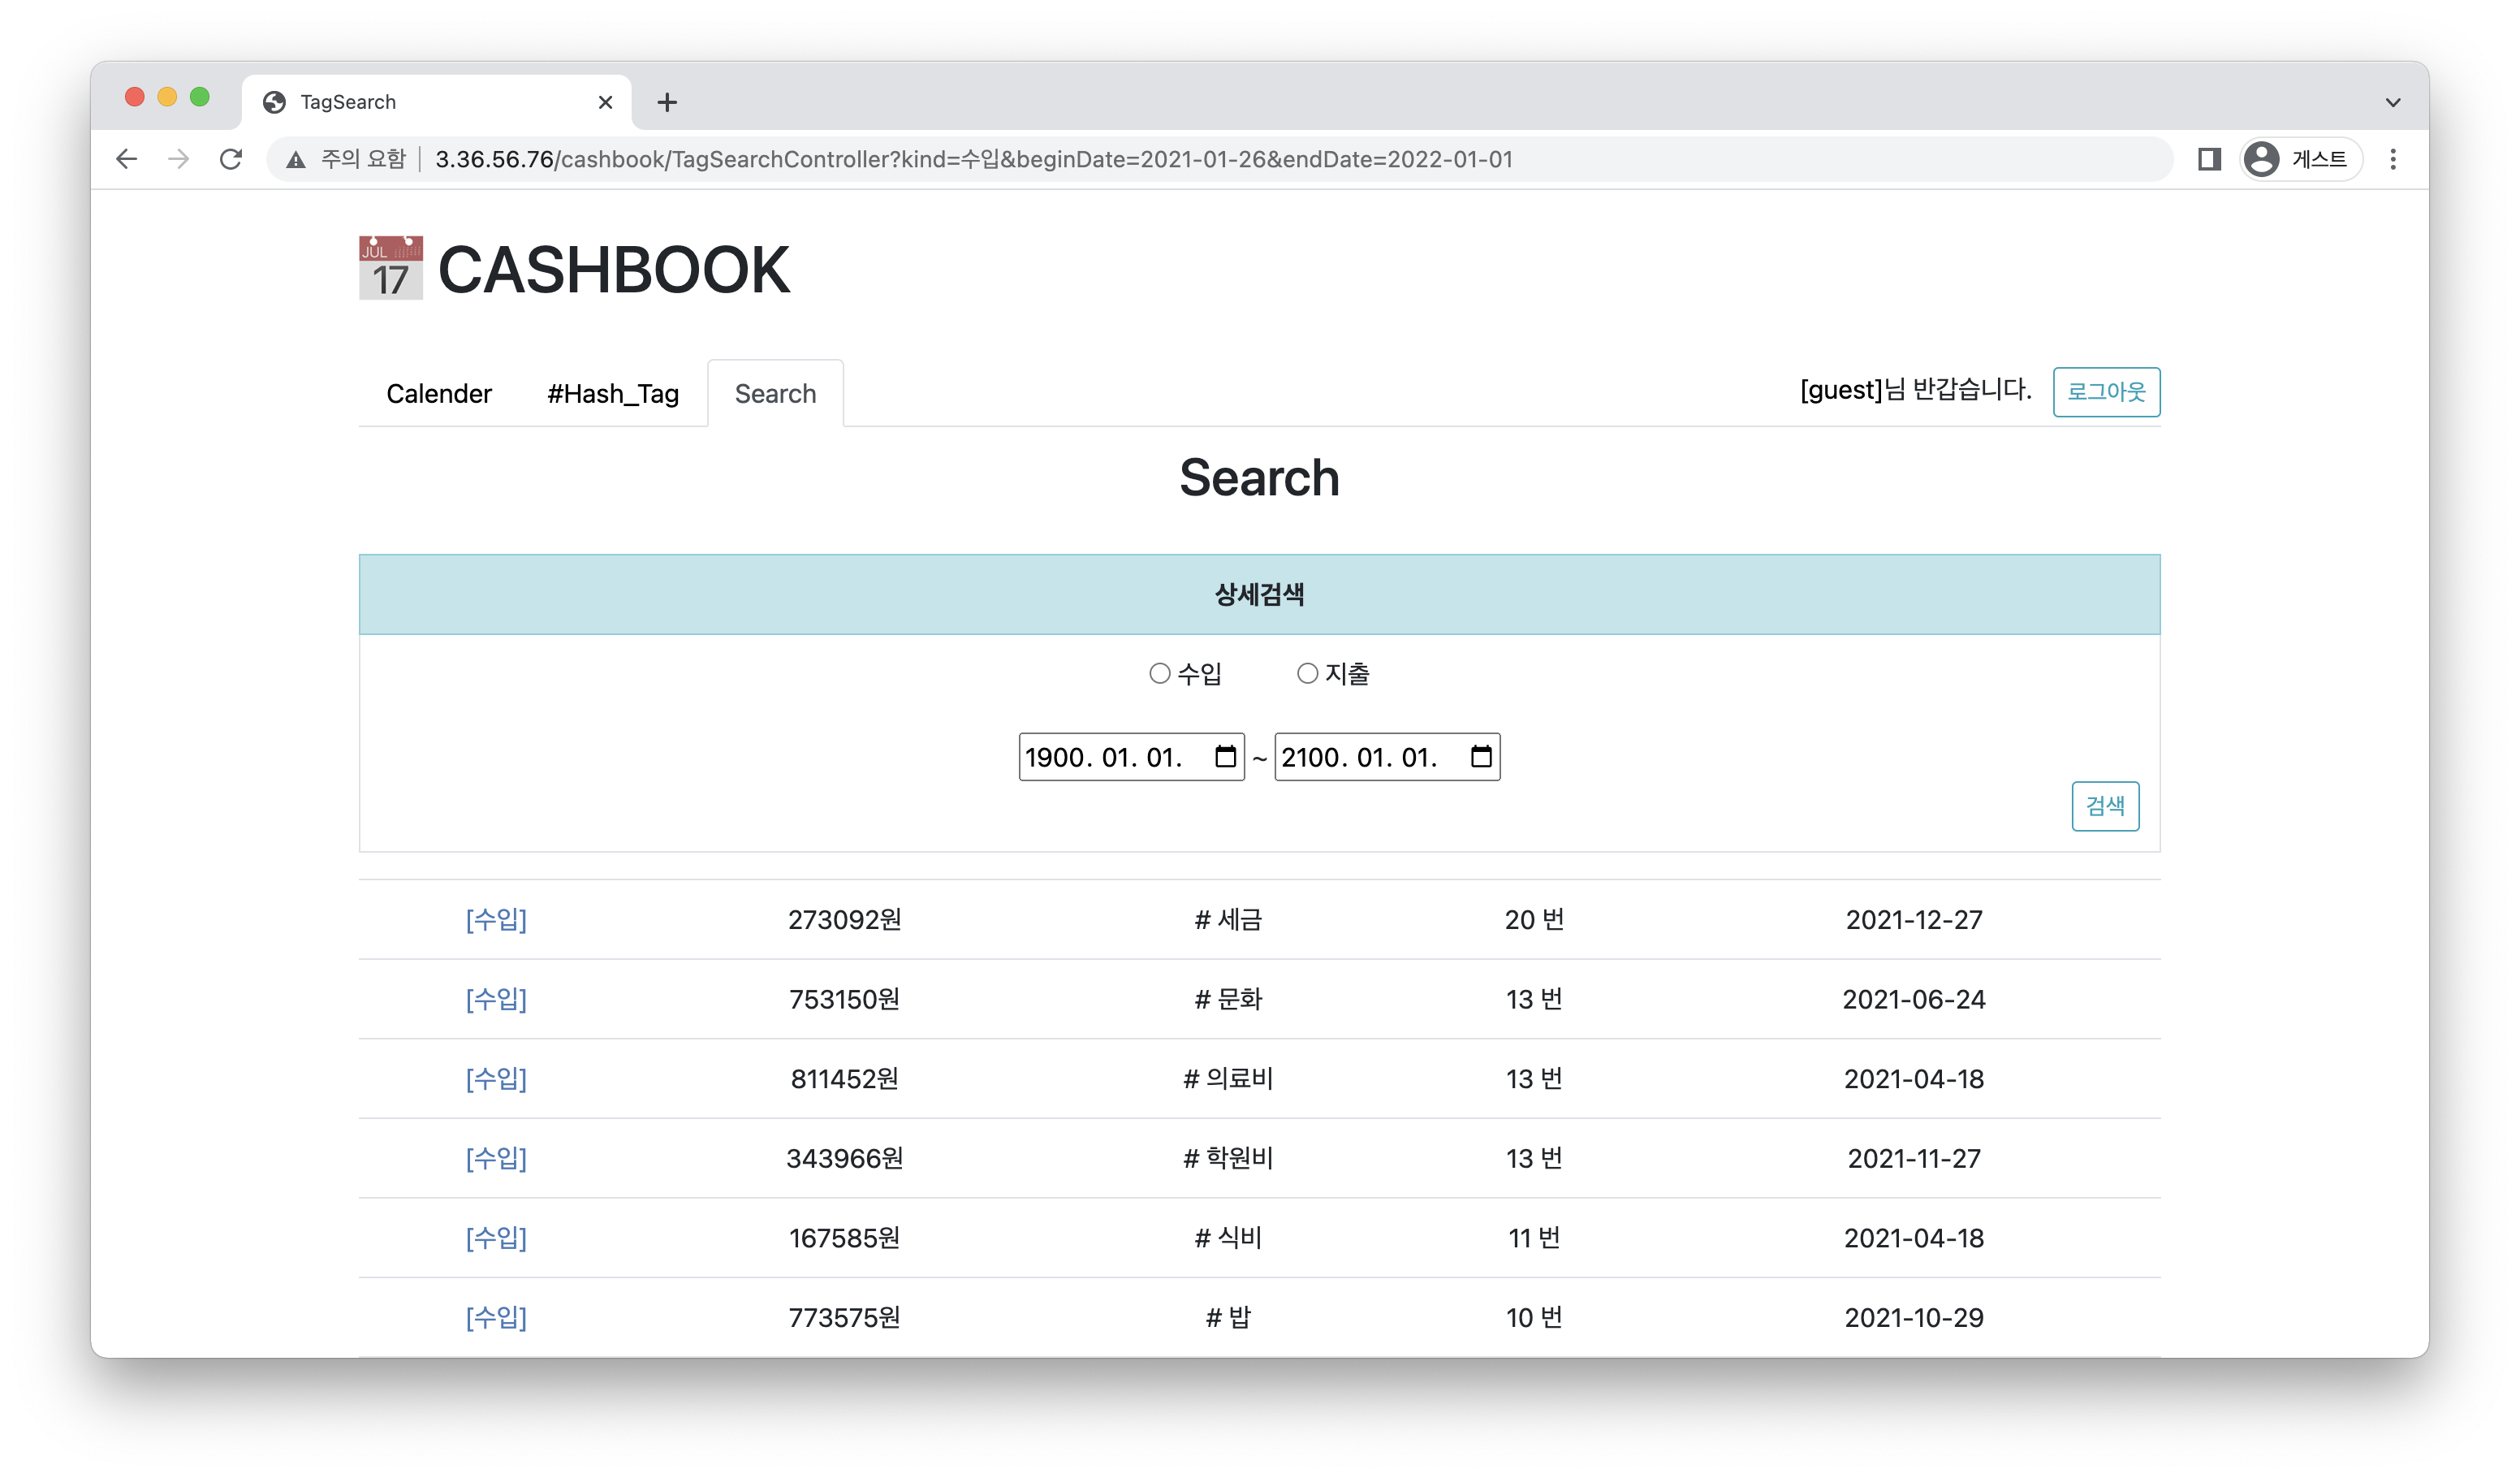 TagSearch
주의 요함 3.36.56.76/cashbook/TagSearchController?kind=수입&beginDate=2021-01-26&endDate=2022-01-01 게스트
JUL
17
CASHBOOK
Calender #Hash_Tag Search [guest]님 반갑습니다. 로그아웃
Search
상세검색
수입 지출
1900. 01. 01. ~ 2100. 01. 01.
검색
[수입] 273092원 # 세금 20 번 2021-12-27
[수입] 753150원 # 문화 13 번 2021-06-24
[수입] 811452원 # 의료비 13 번 2021-04-18
[수입] 343966원 # 학원비 13 번 2021-11-27
[수입] 167585원 # 식비 11 번 2021-04-18
[수입] 773575원 # 밥 10 번 2021-10-29